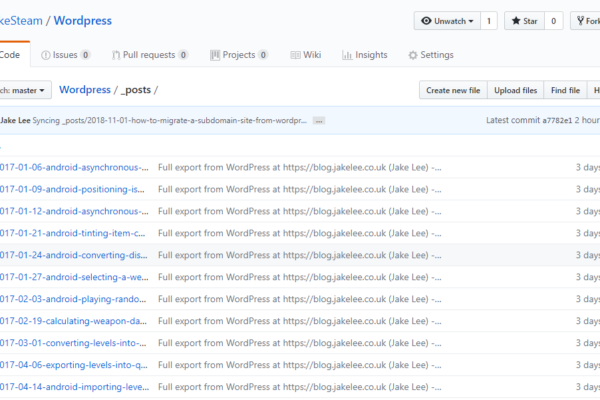 keSteam / Wordpress
Unwatch 1 Star 0 Fork
Code Issues 0 Pull requests 0 Projects 0 Wiki Insights Settings
ch: master Wordpress / _posts / Create new file Upload files Find file H
Jake Lee Syncing _posts/2018-11-01-how-to-migrate-a-subdomain-site-from-wordpr... ... Latest commit a7782e1 2 hour
017-01-06-android-asynchronous-... Full export from WordPress at https://blog.jakelee.co.uk (Jake Lee) -... 3 days
017-01-09-android-positioning-is... Full export from WordPress at https://blog.jakelee.co.uk (Jake Lee) -... 3 days
017-01-12-android-asynchronous-... Full export from WordPress at https://blog.jakelee.co.uk (Jake Lee) -... 3 days
017-01-21-android-tinting-item-c... Full export from WordPress at https://blog.jakelee.co.uk (Jake Lee) -... 3 days
017-01-24-android-converting-dis... Full export from WordPress at https://blog.jakelee.co.uk (Jake Lee) -... 3 days
017-01-27-android-selecting-a-we... Full export from WordPress at https://blog.jakelee.co.uk (Jake Lee) -... 3 days
017-02-03-android-playing-rando... Full export from WordPress at https://blog.jakelee.co.uk (Jake Lee) -... 3 days
017-02-19-calculating-weapon-da... Full export from WordPress at https://blog.jakelee.co.uk (Jake Lee) -... 3 days
017-03-01-converting-levels-into-... Full export from WordPress at https://blog.jakelee.co.uk (Jake Lee) -... 3 days
017-04-06-exporting-levels-into-q... Full export from WordPress at https://blog.jakelee.co.uk (Jake Lee) -... 3 days
017-04-14-android-importing-leve... Full export from WordPress at https://blog.jakelee.co.uk (Jake Lee) -... 3 days